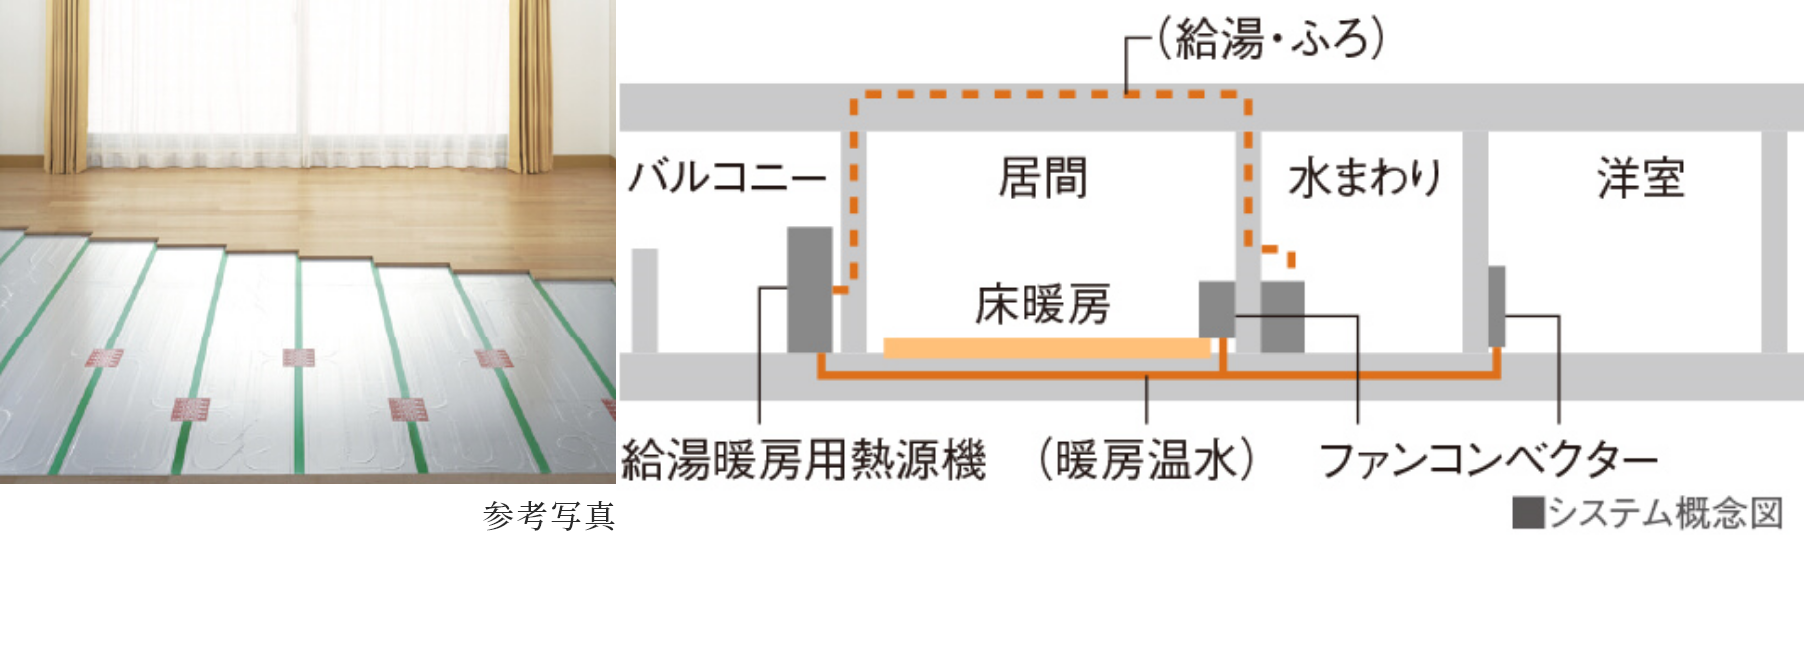 (給湯・ふろ)
バルコニー
居間
水まわり
洋室
床暖房
給湯暖房用熱源機
(暖房温水)
ファンコンベクター
参考写真
■システム概念図